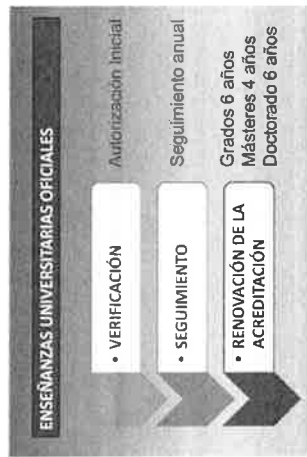 ENSEÑANZAS UNIVERSITARIAS OFICIALES
• VERIFICACIÓN
Autorización Inicial
• SEGUIMIENTO
Seguimiento anual
• RENOVACIÓN DE LA
ACREDITACIÓN
Grados 6 años
Másteres 4 años
Doctorado 6 años